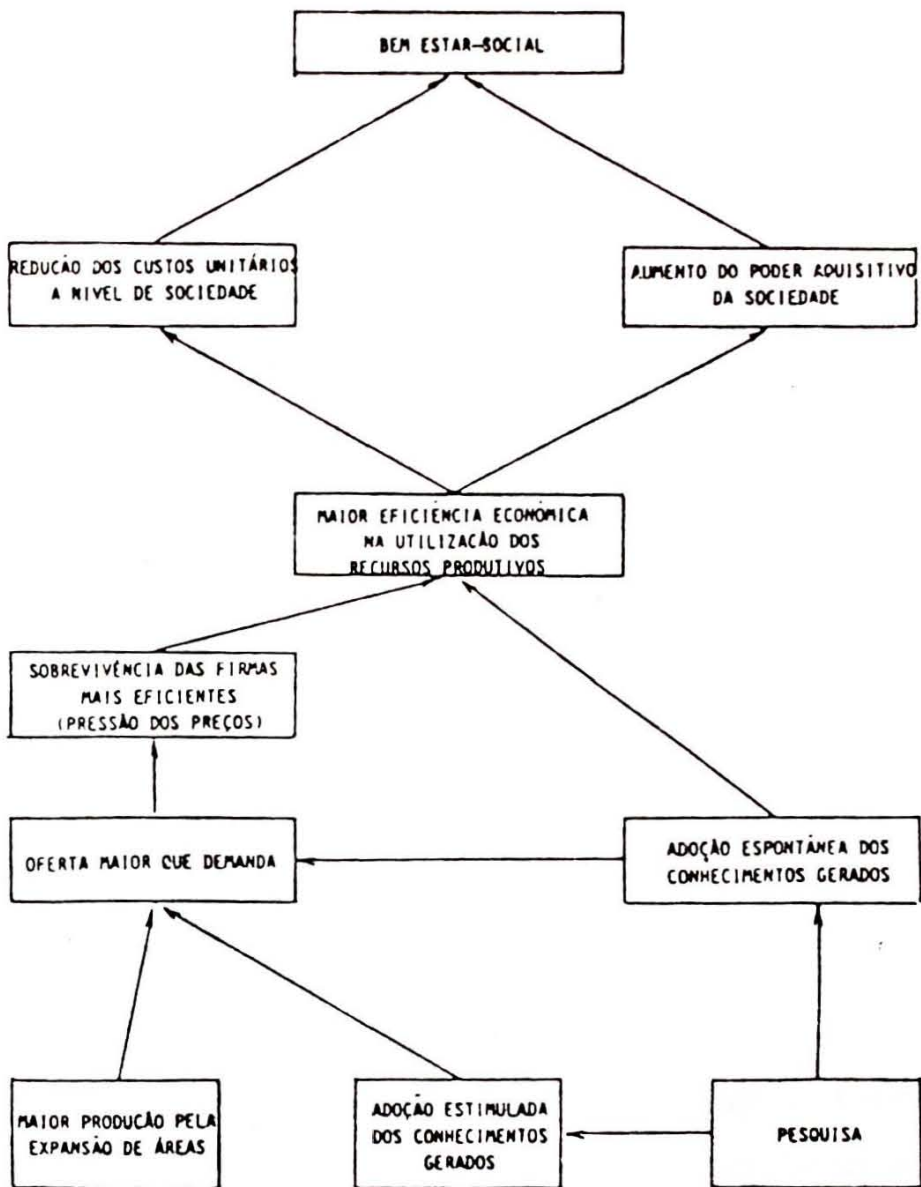 BEM ESTAR-SOCIAL
REDUCÃO DOS CUSTOS UNITÁRIOS
A NIVEL DE SOCIEDADE
AUMENTO DO PODER AQUISITIVO
DA SOCIEDADE
MAIOR EFICIÊNCIA ECONÔMICA
NA UTILIZACÃO DOS
RECURSOS PRODUTIVOS
SOBREVIVÊNCIA DAS FIRMAS
MAIS EFICIENTES
(PRESSÃO DOS PREÇOS)
OFERTA MAIOR QUE DEMANDA
ADOÇÃO ESPONTÂNEA DOS
CONHECIMENTOS GERADOS
MAIOR PRODUCÃO PELA
EXPANSÃO DE ÁREAS
ADOÇÃO ESTIMULADA
DOS CONHECIMENTOS
GERADOS
PESQUISA